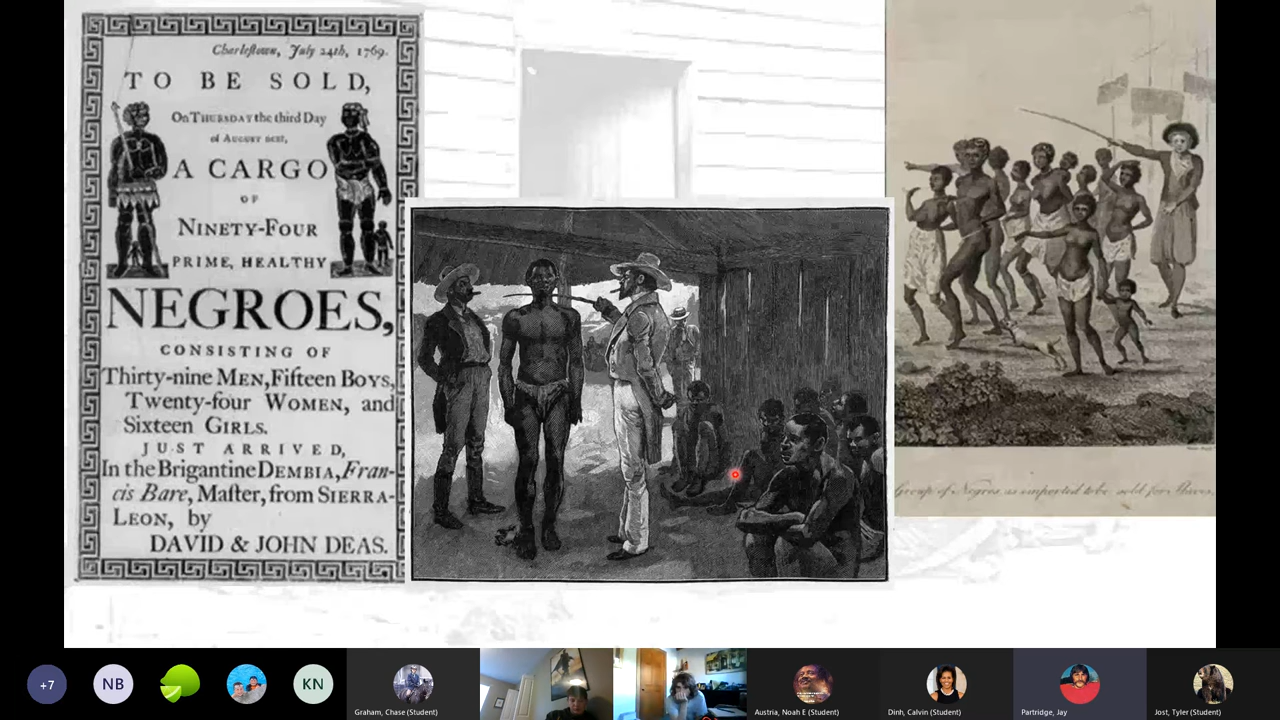 Charlestown, July 24th, 1769.
TO BE SOLD,
On THURSDAY the third Day
of AUGUST next,
A CARGO
OF
NINETY-FOUR
PRIME, HEALTHY
NEGROES,
CONSISTING OF
Thirty-nine MEN, Fifteen BOYS,
Twenty-four WOMEN, and
Sixteen GIRLS.
JUST ARRIVED,
In the Brigantine DEMBIA, Fran-
cis Bare, Master, from SIERRA-
LEON, by
DAVID & JOHN DEAS.
Group of Negros as imported to be sold for Slaves.
+7
NB
KN
Graham, Chase (Student)
Austria, Noah E (Student)
Dinh, Calvin (Student)
Partridge, Jay
Jost, Tyler (Student)